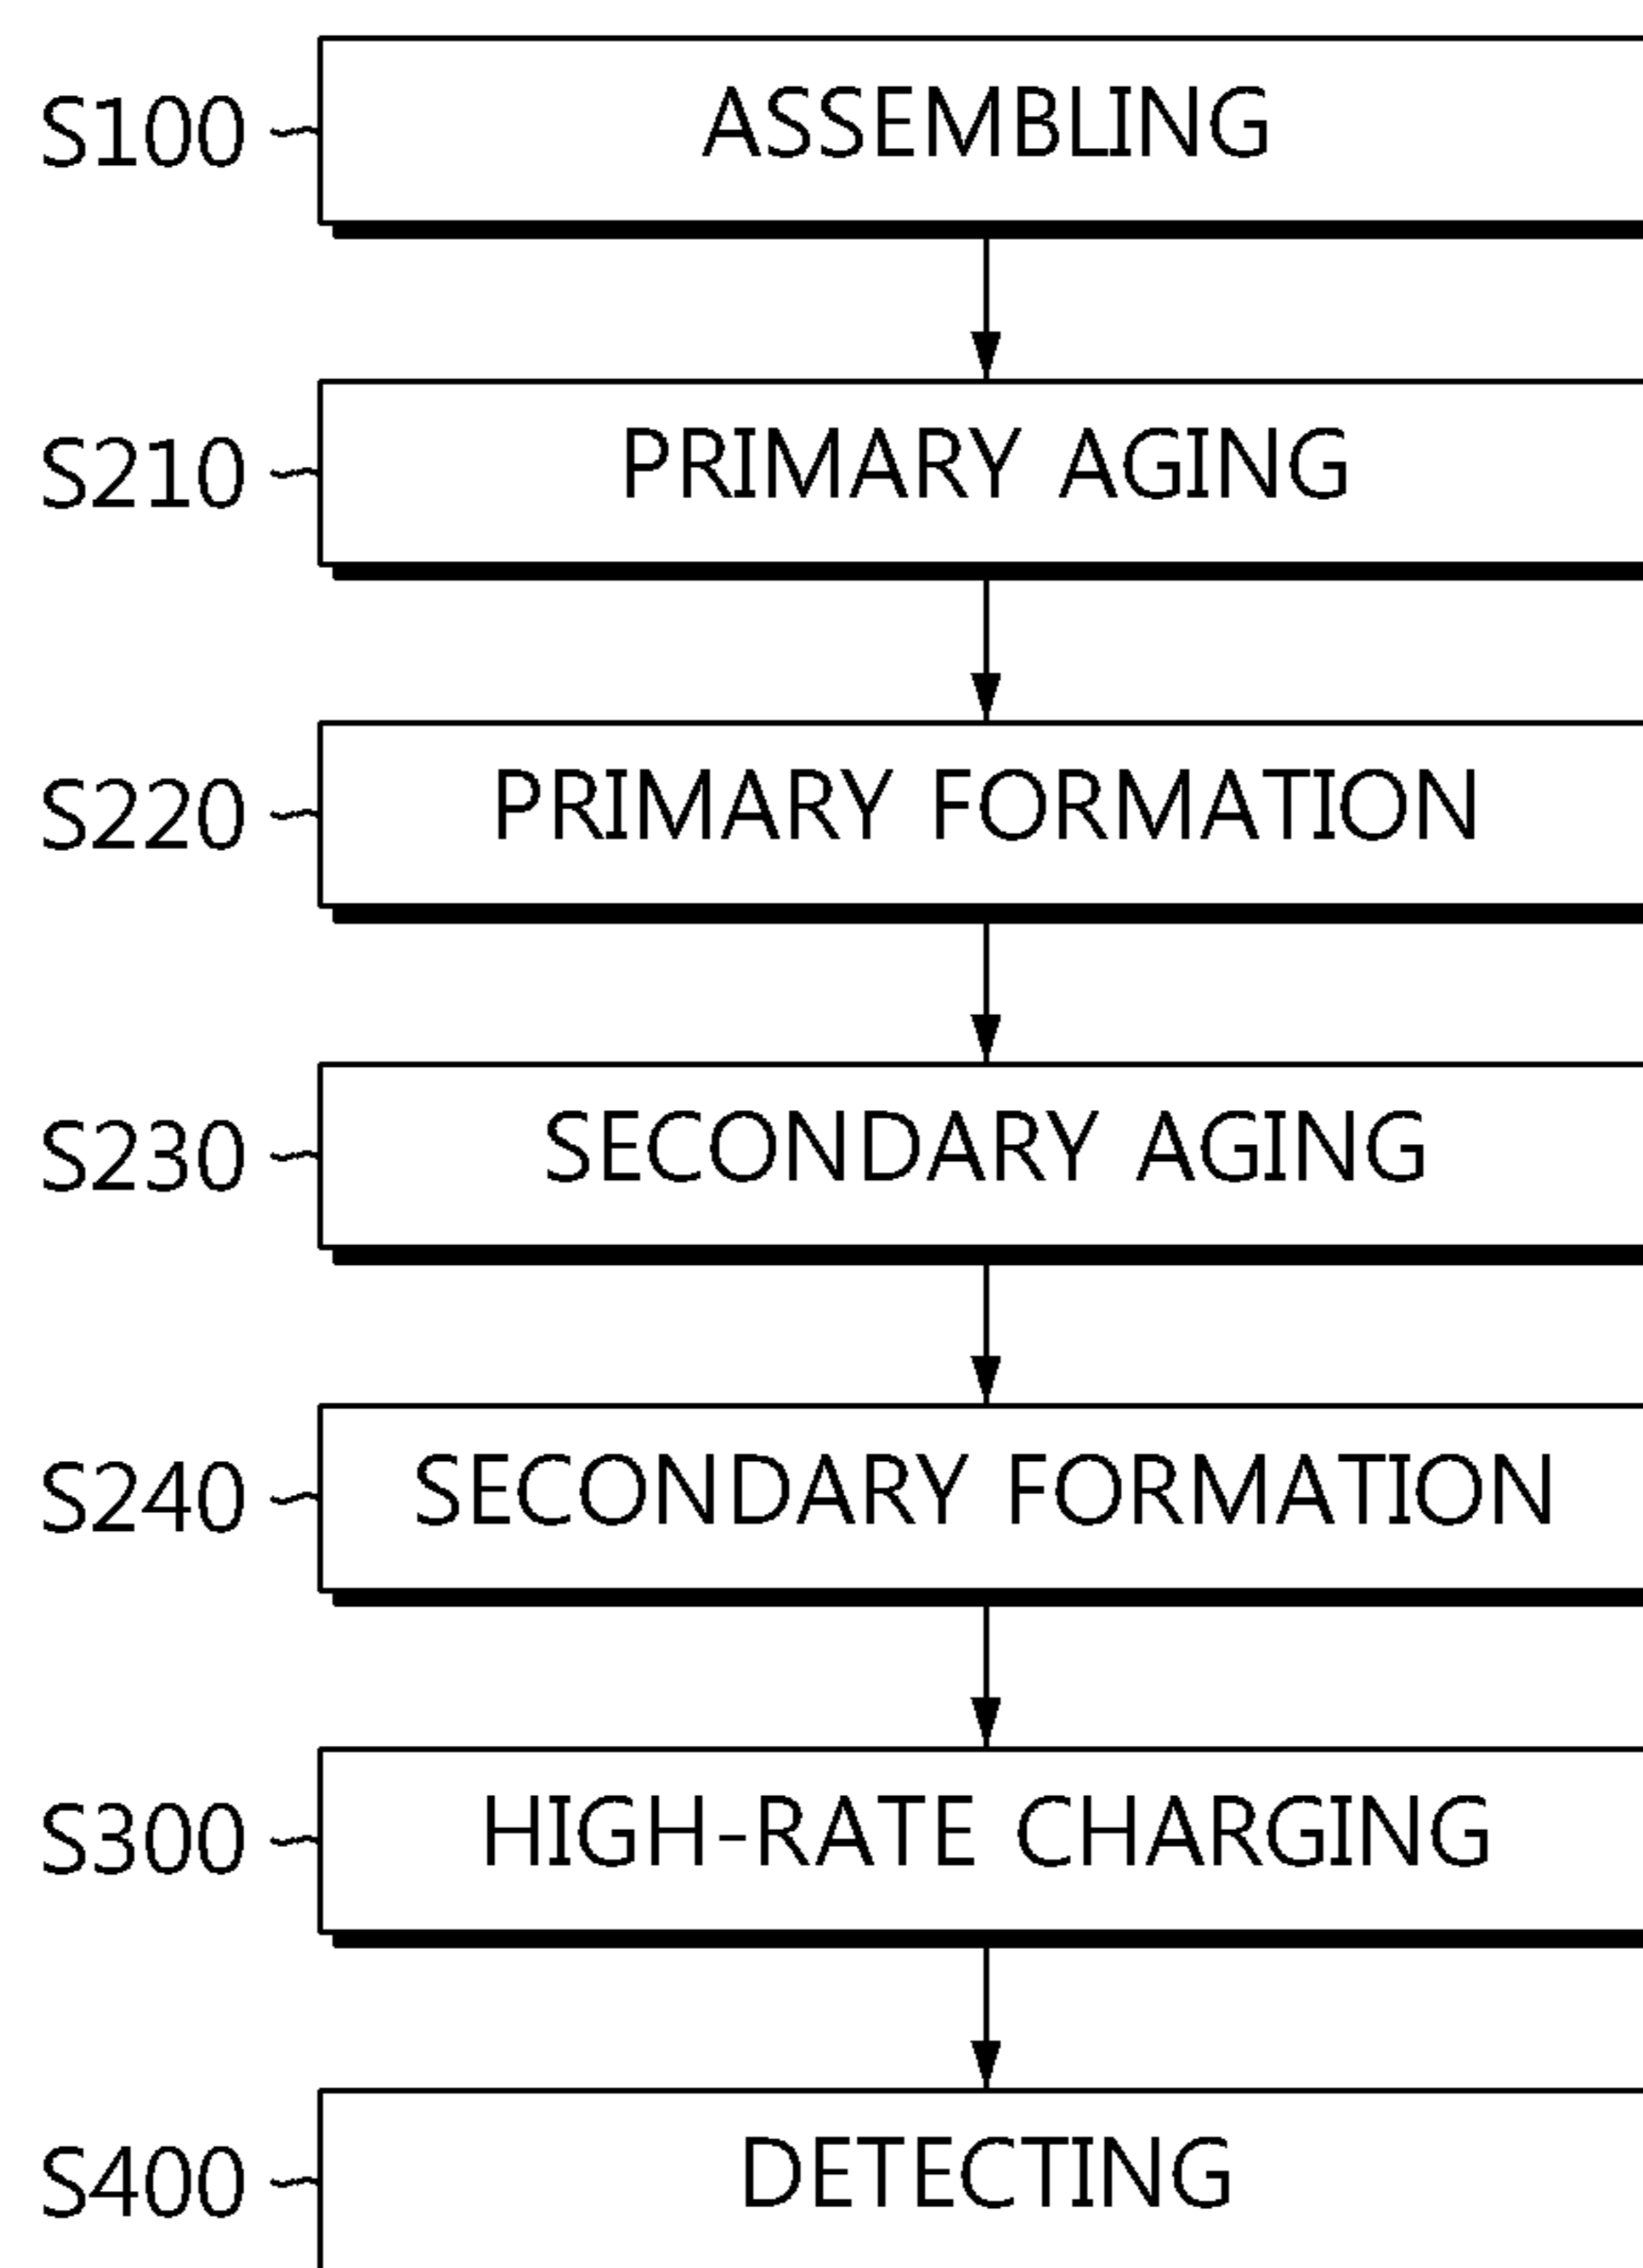 S100 ASSEMBLING
S210 PRIMARY AGING
S220 PRIMARY FORMATION
S230 SECONDARY AGING
S240 SECONDARY FORMATION
S300 HIGH-RATE CHARGING
S400 DETECTING